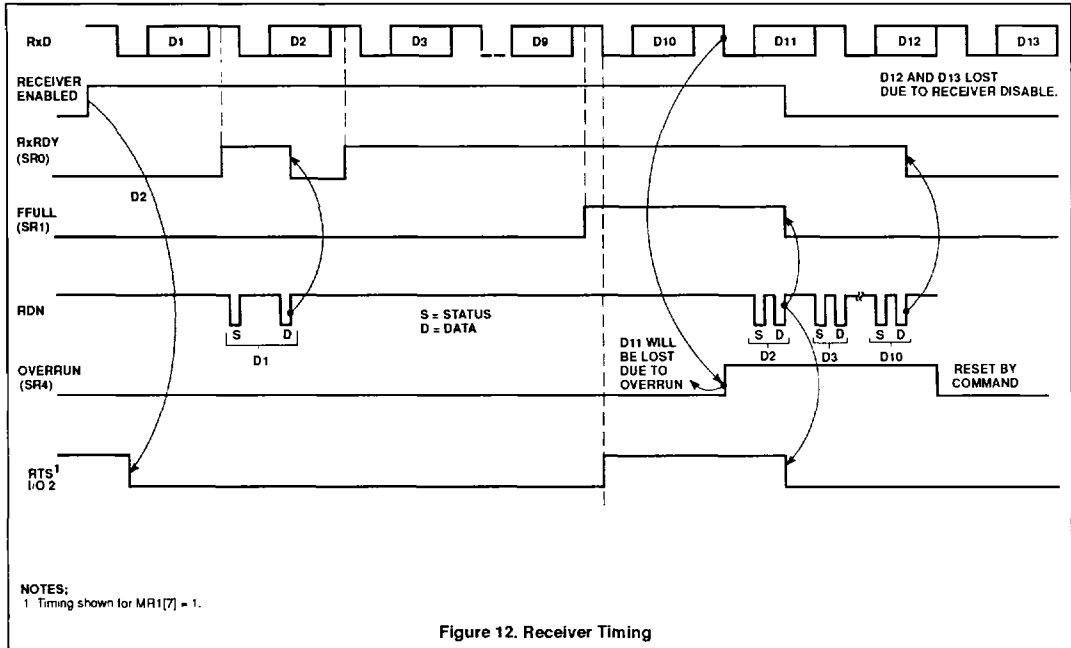 RxD
D1
D2
D3
D9
D10
D11
D12
D13
RECEIVER
ENABLED
D12 AND D13 LOST
DUE TO RECEIVER DISABLE.
RxRDY
(SR0)
D2
FFULL
(SR1)
RDN
S
D
D1
S = STATUS
D = DATA
S D S D S D
D2 D3 D10
D11 WILL
BE LOST
DUE TO
OVERRUN
OVERRUN
(SR4)
RESET BY
COMMAND
RTS1
I/O 2
NOTES;
1 Timing shown for MR1[7] = 1.
Figure 12. Receiver Timing